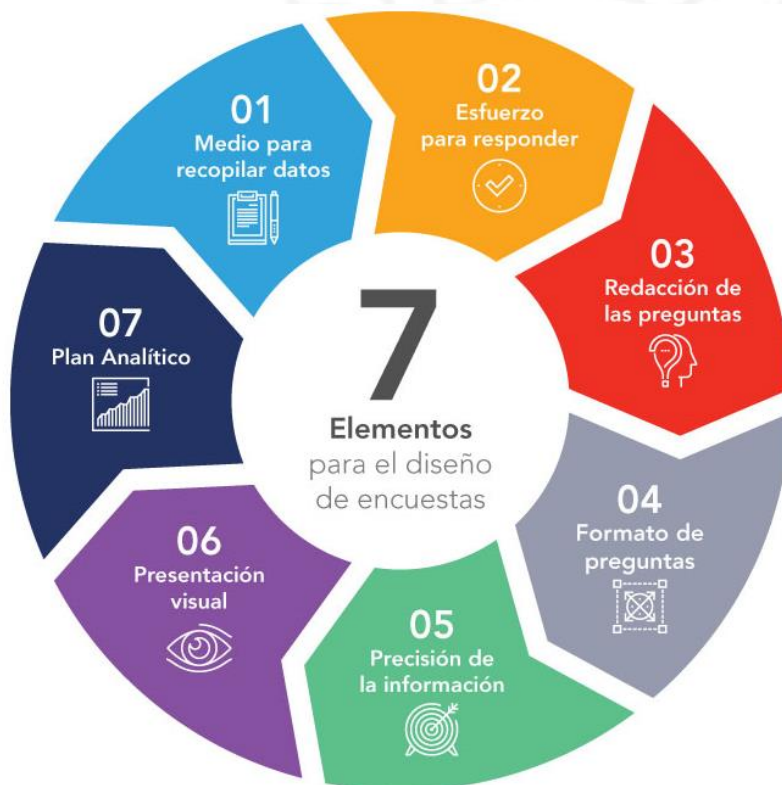 01
Medio para
recopilar datos
02
Esfuerzo
para responder
03
Redacción de
las preguntas
04
Formato de
preguntas
05
Precisión de
la información
06
Presentación
visual
07
Plan Analítico
7
Elementos
para el diseño
de encuestas